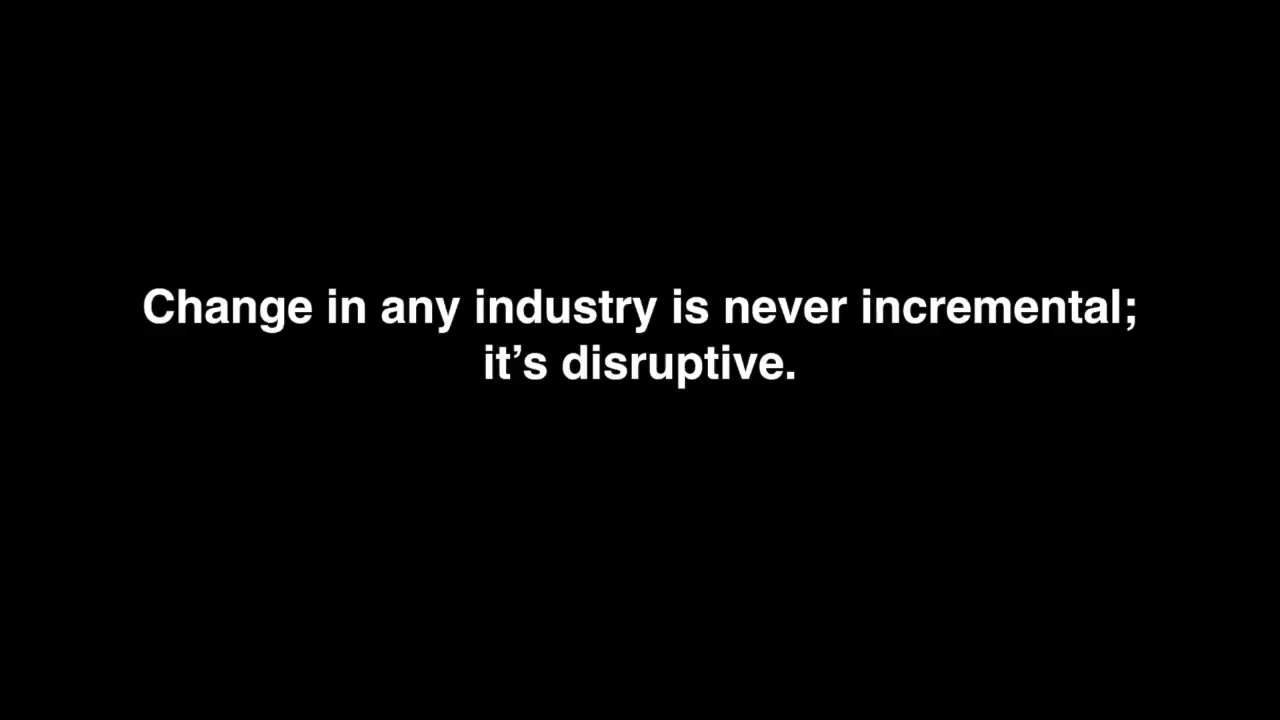 Change in any industry is never incremental;
it’s disruptive.